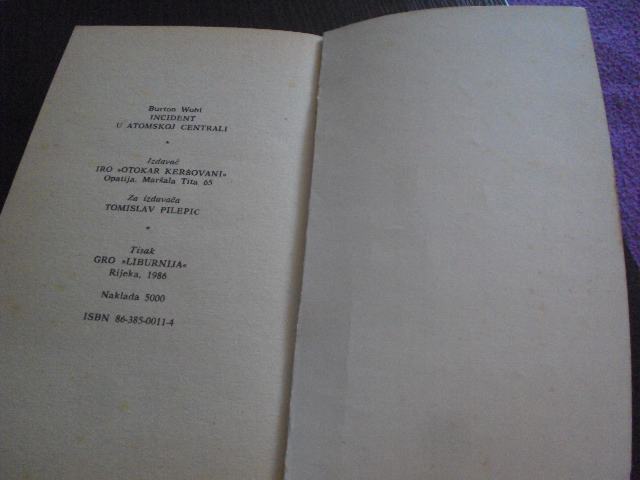 Burton Wohl
INCIDENT
U ATOMSKOJ CENTRALI
*
Izdavač
IRO »OTOKAR KERŠOVANI«
Opatija, Maršala Tita 65
Za izdavača
TOMISLAV PILEPIC
*
Tisak
GRO »LIBURNIJA«
Rijeka, 1986
Naklada 5000
ISBN 86-385-0011-4